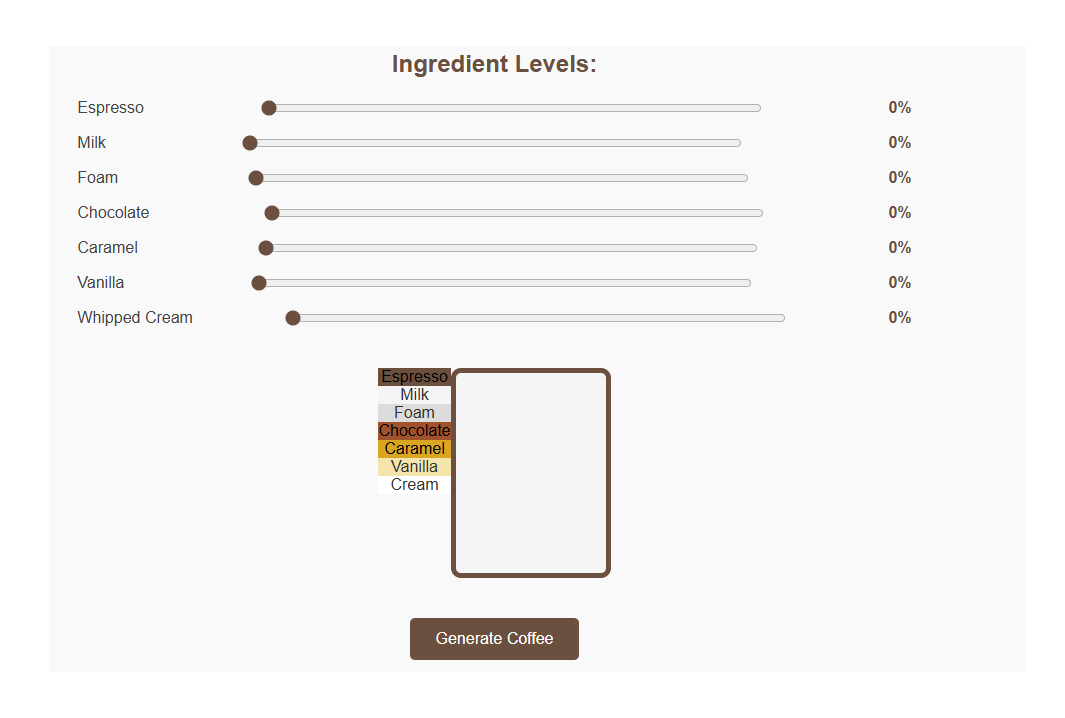 Ingredient Levels:
Espresso 0%
Milk 0%
Foam 0%
Chocolate 0%
Caramel 0%
Vanilla 0%
Whipped Cream 0%
Espresso
Milk
Foam
Chocolate
Caramel
Vanilla
Cream
Generate Coffee